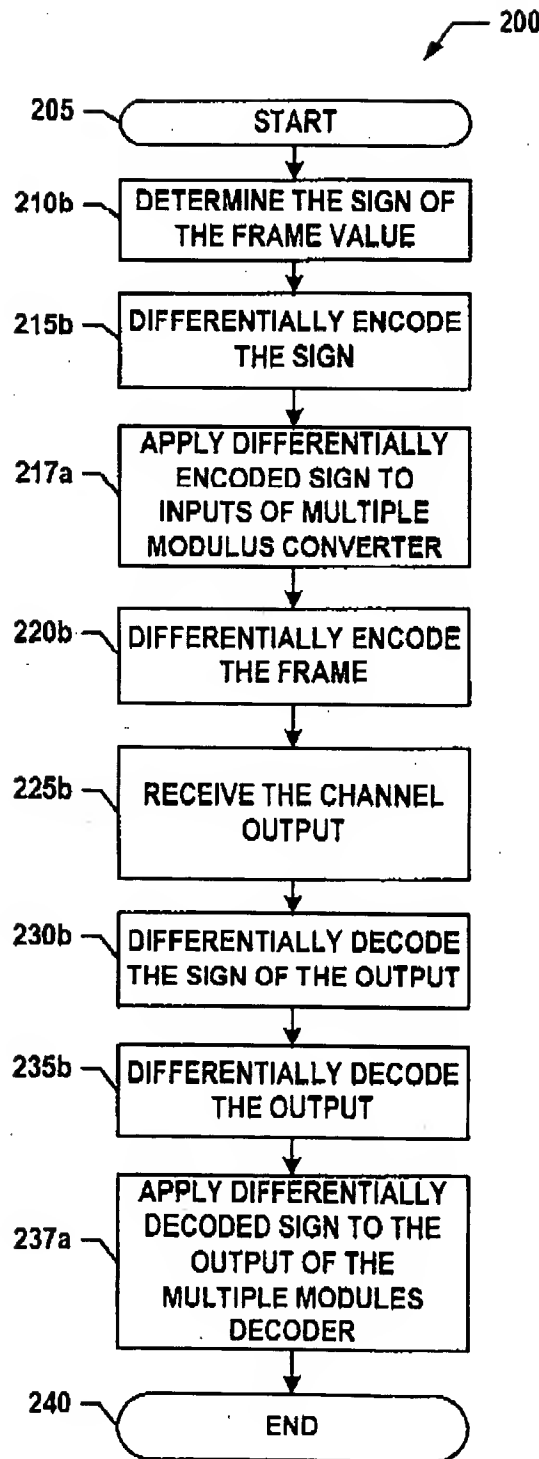 200
205
START
210b
DETERMINE THE SIGN OF
THE FRAME VALUE
215b
DIFFERENTIALLY ENCODE
THE SIGN
217a
APPLY DIFFERENTIALLY
ENCODED SIGN TO
INPUTS OF MULTIPLE
MODULUS CONVERTER
220b
DIFFERENTIALLY ENCODE
THE FRAME
225b
RECEIVE THE CHANNEL
OUTPUT
230b
DIFFERENTIALLY DECODE
THE SIGN OF THE OUTPUT
235b
DIFFERENTIALLY DECODE
THE OUTPUT
237a
APPLY DIFFERENTIALLY
DECODED SIGN TO THE
OUTPUT OF THE
MULTIPLE MODULES
DECODER
240
END